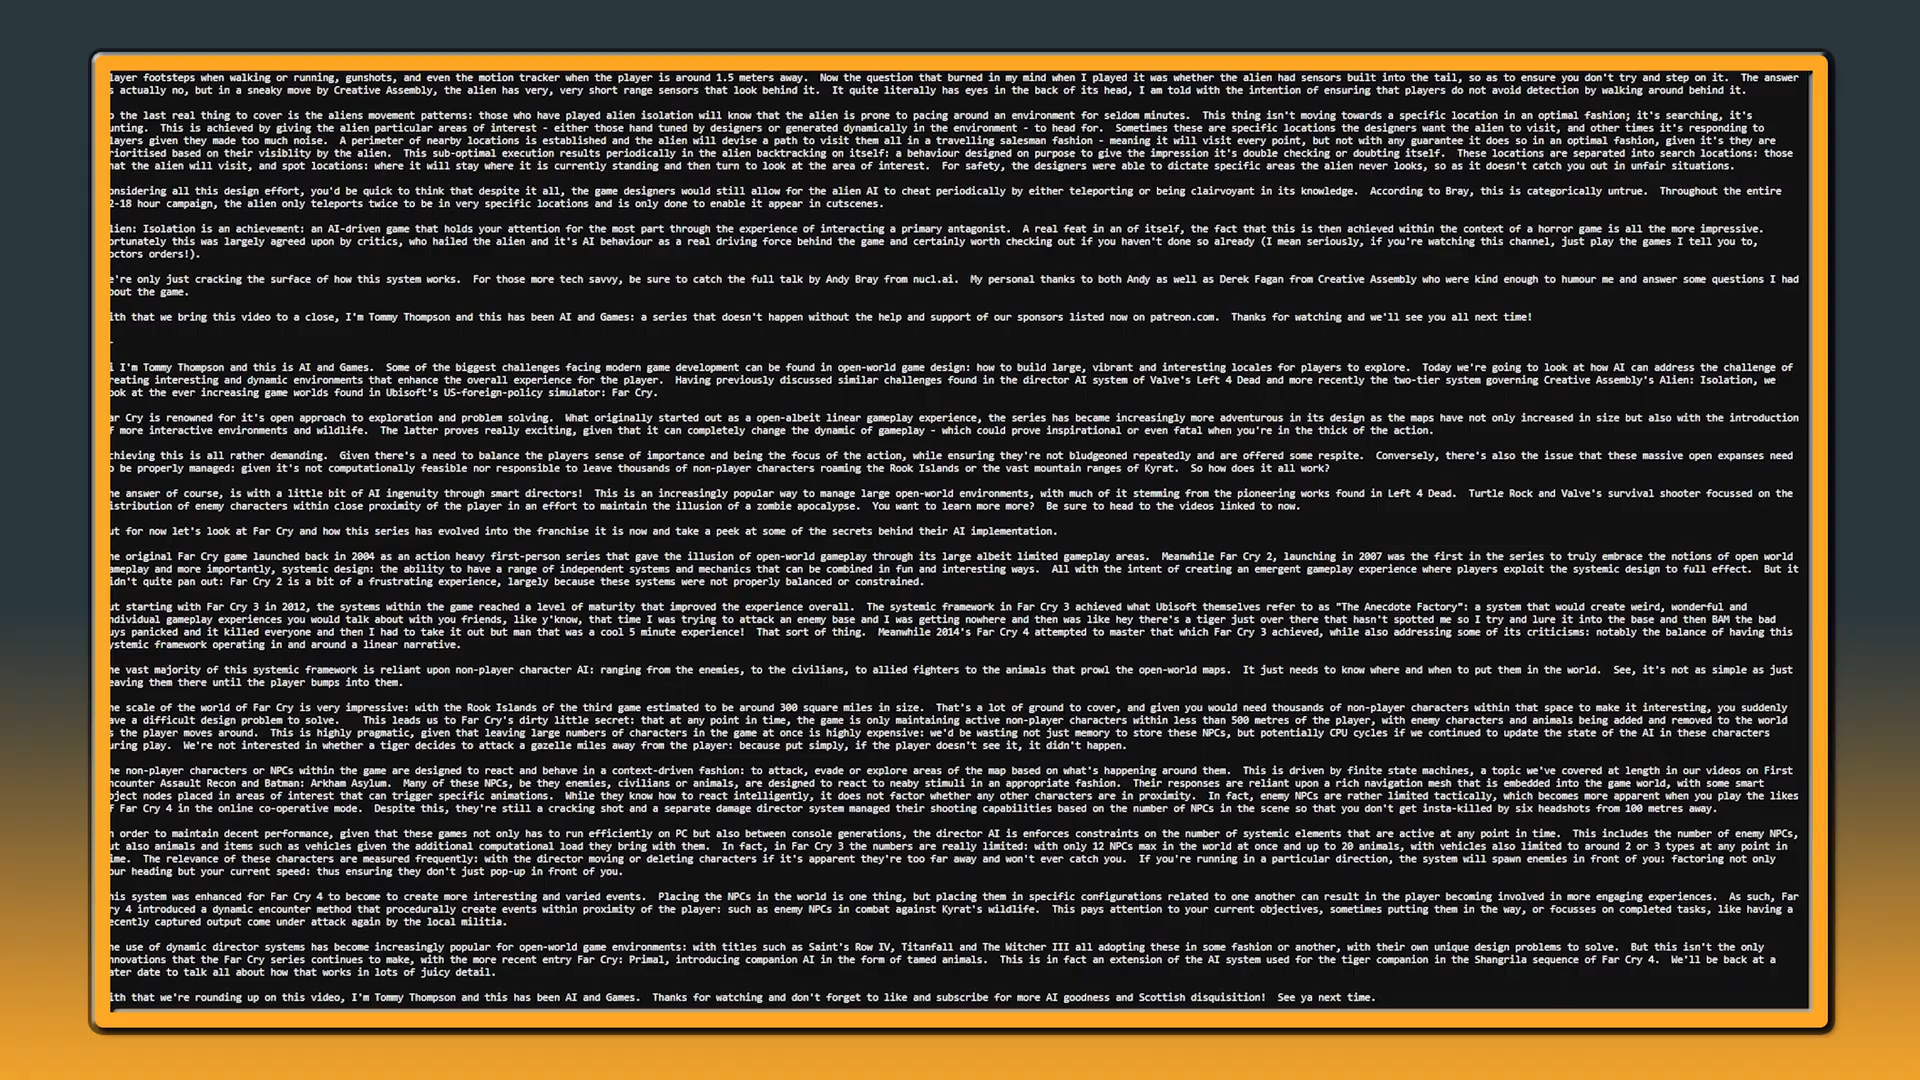 layer footsteps when walking or running, gunshots, and even the motion tracker when the player is around 1.5 meters away.  Now the question that burned in my mind when I played it was whether the alien had sensors built into the tail, so as to ensure you don't try and step on it.  The answer
s actually no, but in a sneaky move by Creative Assembly, the alien has very, very short range sensors that look behind it.  It quite literally has eyes in the back of its head, I am told with the intention of ensuring that players do not avoid detection by walking around behind it.
o the last real thing to cover is the aliens movement patterns: those who have played alien isolation will know that the alien is prone to pacing around an environment for seldom minutes.  This thing isn't moving towards a specific location in an optimal fashion; it's searching, it's
unting.  This is achieved by giving the alien particular areas of interest - either those hand tuned by designers or generated dynamically in the environment - to head for.  Sometimes these are specific locations the designers want the alien to visit, and other times it's responding to
layers given they made too much noise.  A perimeter of nearby locations is established and the alien will devise a path to visit them all in a travelling salesman fashion - meaning it will visit every point, but not with any guarantee it does so in an optimal fashion, given it's they are
rioritised based on their visiblity by the alien.  This sub-optimal execution results periodically in the alien backtracking on itself: a behaviour designed on purpose to give the impression it's double checking or doubting itself.  These locations are separated into search locations: those
hat the alien will visit, and spot locations: where it will stay where it is currently standing and then turn to look at the area of interest.  For safety, the designers were able to dictate specific areas the alien never looks, so as it doesn't catch you out in unfair situations.
onsidering all this design effort, you'd be quick to think that despite it all, the game designers would still allow for the alien AI to cheat periodically by either teleporting or being clairvoyant in its knowledge.  According to Bray, this is categorically untrue.  Throughout the entire
2-18 hour campaign, the alien only teleports twice to be in very specific locations and is only done to enable it appear in cutscenes.
lien: Isolation is an achievement: an AI-driven game that holds your attention for the most part through the experience of interacting a primary antagonist.  A real feat in an of itself, the fact that this is then achieved within the context of a horror game is all the more impressive.
ortunately this was largely agreed upon by critics, who hailed the alien and it's AI behaviour as a real driving force behind the game and certainly worth checking out if you haven't done so already (I mean seriously, if you're watching this channel, just play the games I tell you to,
octors orders!).
e're only just cracking the surface of how this system works.  For those more tech savvy, be sure to catch the full talk by Andy Bray from nucl.ai.  My personal thanks to both Andy as well as Derek Fagan from Creative Assembly who were kind enough to humour me and answer some questions I had
bout the game.
ith that we bring this video to a close, I'm Tommy Thompson and this has been AI and Games: a series that doesn't happen without the help and support of our sponsors listed now on patreon.com.  Thanks for watching and we'll see you all next time!
-
i I'm Tommy Thompson and this is AI and Games.  Some of the biggest challenges facing modern game development can be found in open-world game design: how to build large, vibrant and interesting locales for players to explore.  Today we're going to look at how AI can address the challenge of
reating interesting and dynamic environments that enhance the overall experience for the player.  Having previously discussed similar challenges found in the director AI system of Valve's Left 4 Dead and more recently the two-tier system governing Creative Assembly's Alien: Isolation, we
ook at the ever increasing game worlds found in Ubisoft's US-foreign-policy simulator: Far Cry.
ar Cry is renowned for it's open approach to exploration and problem solving.  What originally started out as a open-albeit linear gameplay experience, the series has became increasingly more adventurous in its design as the maps have not only increased in size but also with the introduction
f more interactive environments and wildlife.  The latter proves really exciting, given that it can completely change the dynamic of gameplay - which could prove inspirational or even fatal when you're in the thick of the action.
chieving this is all rather demanding.  Given there's a need to balance the players sense of importance and being the focus of the action, while ensuring they're not bludgeoned repeatedly and are offered some respite.  Conversely, there's also the issue that these massive open expanses need
o be properly managed: given it's not computationally feasible nor responsible to leave thousands of non-player characters roaming the Rook Islands or the vast mountain ranges of Kyrat.  So how does it all work?
he answer of course, is with a little bit of AI ingenuity through smart directors!  This is an increasingly popular way to manage large open-world environments, with much of it stemming from the pioneering works found in Left 4 Dead.  Turtle Rock and Valve's survival shooter focussed on the
istribution of enemy characters within close proximity of the player in an effort to maintain the illusion of a zombie apocalypse.  You want to learn more more?  Be sure to head to the videos linked to now.
ut for now let's look at Far Cry and how this series has evolved into the franchise it is now and take a peek at some of the secrets behind their AI implementation.
he original Far Cry game launched back in 2004 as an action heavy first-person series that gave the illusion of open-world gameplay through its large albeit limited gameplay areas.  Meanwhile Far Cry 2, launching in 2007 was the first in the series to truly embrace the notions of open world
ameplay and more importantly, systemic design: the ability to have a range of independent systems and mechanics that can be combined in fun and interesting ways.  All with the intent of creating an emergent gameplay experience where players exploit the systemic design to full effect.  But it
idn't quite pan out: Far Cry 2 is a bit of a frustrating experience, largely because these systems were not properly balanced or constrained.
ut starting with Far Cry 3 in 2012, the systems within the game reached a level of maturity that improved the experience overall.  The systemic framework in Far Cry 3 achieved what Ubisoft themselves refer to as "The Anecdote Factory": a system that would create weird, wonderful and
ndividual gameplay experiences you would talk about with you friends, like y'know, that time I was trying to attack an enemy base and I was getting nowhere and then was like hey there's a tiger just over there that hasn't spotted me so I try and lure it into the base and then BAM the bad
uys panicked and it killed everyone and then I had to take it out but man that was a cool 5 minute experience!  That sort of thing.  Meanwhile 2014's Far Cry 4 attempted to master that which Far Cry 3 achieved, while also addressing some of its criticisms: notably the balance of having this
ystemic framework operating in and around a linear narrative.
he vast majority of this systemic framework is reliant upon non-player character AI: ranging from the enemies, to the civilians, to allied fighters to the animals that prowl the open-world maps.  It just needs to know where and when to put them in the world.  See, it's not as simple as just
eaving them there until the player bumps into them.
he scale of the world of Far Cry is very impressive: with the Rook Islands of the third game estimated to be around 300 square miles in size.  That's a lot of ground to cover, and given you would need thousands of non-player characters within that space to make it interesting, you suddenly
ave a difficult design problem to solve.   This leads us to Far Cry's dirty little secret: that at any point in time, the game is only maintaining active non-player characters within less than 500 metres of the player, with enemy characters and animals being added and removed to the world
s the player moves around.  This is highly pragmatic, given that leaving large numbers of characters in the game at once is highly expensive: we'd be wasting not just memory to store these NPCs, but potentially CPU cycles if we continued to update the state of the AI in these characters
uring play.  We're not interested in whether a tiger decides to attack a gazelle miles away from the player: because put simply, if the player doesn't see it, it didn't happen.
he non-player characters or NPCs within the game are designed to react and behave in a context-driven fashion: to attack, evade or explore areas of the map based on what's happening around them.  This is driven by finite state machines, a topic we've covered at length in our videos on First
ncounter Assault Recon and Batman: Arkham Asylum.  Many of these NPCs, be they enemies, civilians or animals, are designed to react to neaby stimuli in an appropriate fashion.  Their responses are reliant upon a rich navigation mesh that is embedded into the game world, with some smart
bject nodes placed in areas of interest that can trigger specific animations.  While they know how to react intelligently, it does not factor whether any other characters are in proximity.  In fact, enemy NPCs are rather limited tactically, which becomes more apparent when you play the likes
f Far Cry 4 in the online co-operative mode.  Despite this, they're still a cracking shot and a separate damage director system managed their shooting capabilities based on the number of NPCs in the scene so that you don't get insta-killed by six headshots from 100 metres away.
n order to maintain decent performance, given that these games not only has to run efficiently on PC but also between console generations, the director AI is enforces constraints on the number of systemic elements that are active at any point in time.  This includes the number of enemy NPCs,
ut also animals and items such as vehicles given the additional computational load they bring with them.  In fact, in Far Cry 3 the numbers are really limited: with only 12 NPCs max in the world at once and up to 20 animals, with vehicles also limited to around 2 or 3 types at any point in
ime.  The relevance of these characters are measured frequently: with the director moving or deleting characters if it's apparent they're too far away and won't ever catch you.  If you're running in a particular direction, the system will spawn enemies in front of you: factoring not only
our heading but your current speed: thus ensuring they don't just pop-up in front of you.
his system was enhanced for Far Cry 4 to become to create more interesting and varied events.  Placing the NPCs in the world is one thing, but placing them in specific configurations related to one another can result in the player becoming involved in more engaging experiences.  As such, Far
ry 4 introduced a dynamic encounter method that procedurally create events within proximity of the player: such as enemy NPCs in combat against Kyrat's wildlife.  This pays attention to your current objectives, sometimes putting them in the way, or focusses on completed tasks, like having a
ecently captured output come under attack again by the local militia.
he use of dynamic director systems has become increasingly popular for open-world game environments: with titles such as Saint's Row IV, Titanfall and The Witcher III all adopting these in some fashion or another, with their own unique design problems to solve.  But this isn't the only
nnovations that the Far Cry series continues to make, with the more recent entry Far Cry: Primal, introducing companion AI in the form of tamed animals.  This is in fact an extension of the AI system used for the tiger companion in the Shangrila sequence of Far Cry 4.  We'll be back at a
ater date to talk all about how that works in lots of juicy detail.
ith that we're rounding up on this video, I'm Tommy Thompson and this has been AI and Games.  Thanks for watching and don't forget to like and subscribe for more AI goodness and Scottish disquisition!  See ya next time.